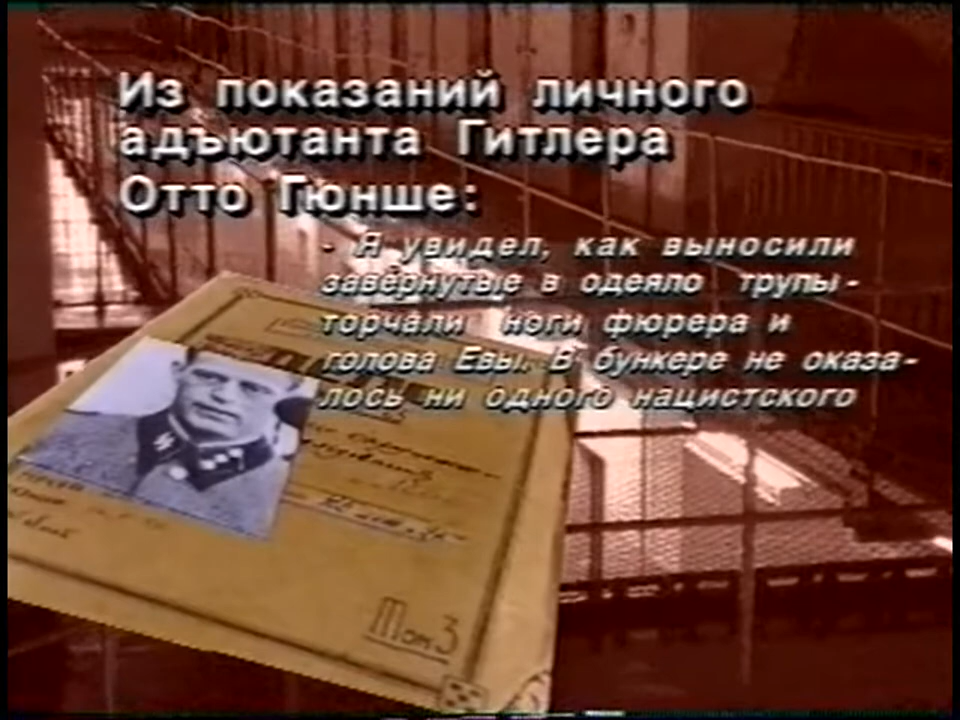 Из показаний личного
адъютанта Гитлера
Отто Гюнше:
- Я увидел, как выносили
завёрнутые в одеяло трупы -
торчали ноги фюрера и
голова Евы. В бункере не оказа-
лось ни одного нацистского
Том 3